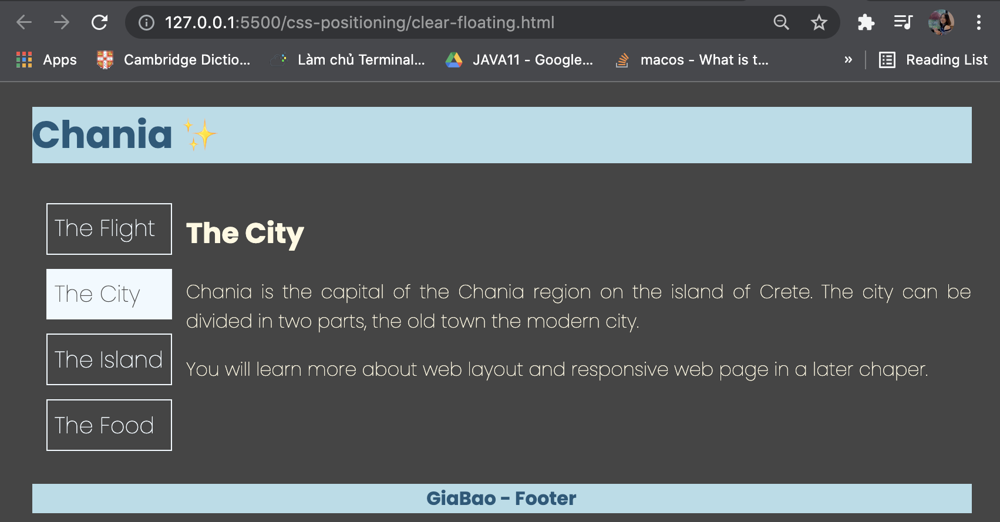 127.0.0.1:5500/css-positioning/clear-floating.html
Apps Cambridge Dictio... Làm chủ Terminal... JAVA11 - Google... macos - What is t... » Reading List
Chania ✨
The Flight
The City
The Island
The Food
The City
Chania is the capital of the Chania region on the island of Crete. The city can be
divided in two parts, the old town the modern city.
You will learn more about web layout and responsive web page in a later chaper.
GiaBao - Footer